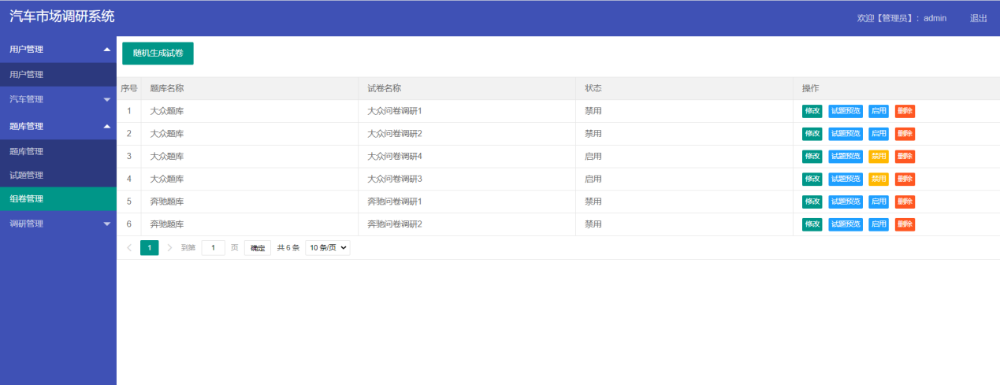 汽车市场调研系统
欢迎【管理员】：admin 退出
用户管理
用户管理
汽车管理
题库管理
题库管理
试题管理
组卷管理
调研管理
随机生成试卷
序号 题库名称 试卷名称 状态 操作
1 大众题库 大众问卷调研1 禁用 修改 试题预览 启用 删除
2 大众题库 大众问卷调研2 禁用 修改 试题预览 启用 删除
3 大众题库 大众问卷调研4 启用 修改 试题预览 禁用 删除
4 大众题库 大众问卷调研3 启用 修改 试题预览 禁用 删除
5 奔驰题库 奔驰问卷调研1 禁用 修改 试题预览 启用 删除
6 奔驰题库 奔驰问卷调研2 禁用 修改 试题预览 启用 删除
1 到第 1 页 确定 共 6 条 10 条/页